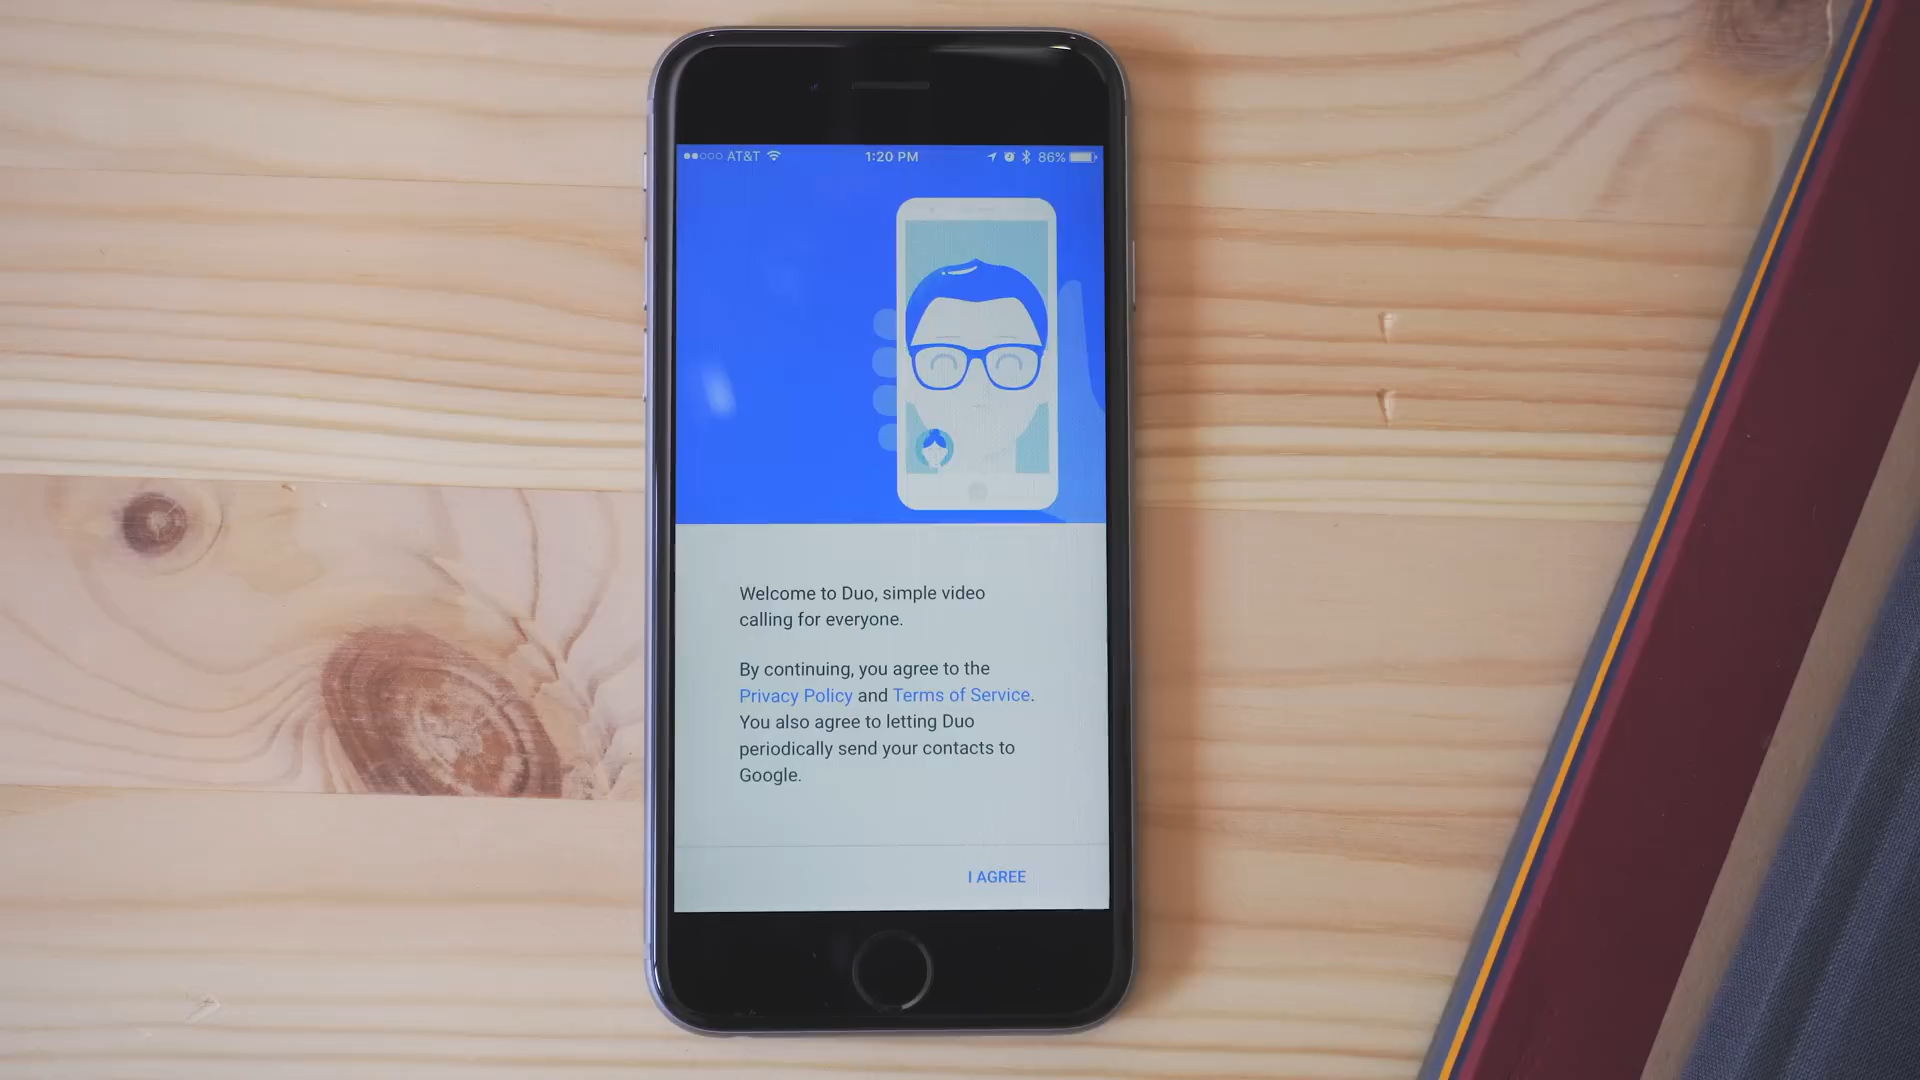 AT&T 1:20 PM 86%
Welcome to Duo, simple video
calling for everyone.
By continuing, you agree to the
Privacy Policy and Terms of Service.
You also agree to letting Duo
periodically send your contacts to
Google.
I AGREE